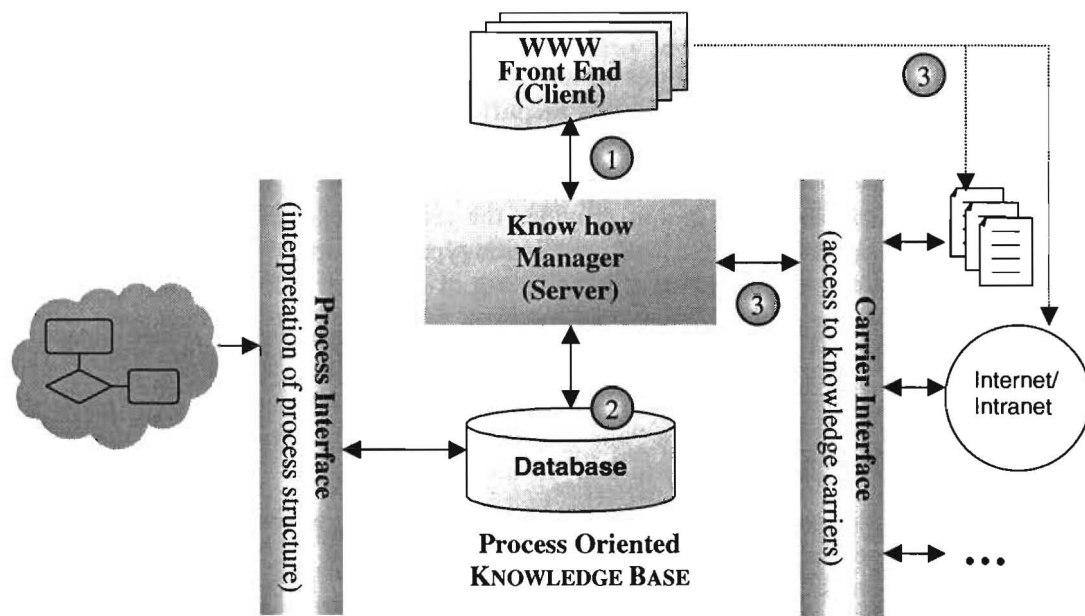 WWW
Front End
(Client)
3
1
Process Interface
(interpretation of process structure)
Know how
Manager
(Server)
3
Carrier Interface
(access to knowledge carriers)
Internet/
Intranet
2
Database
Process Oriented
KNOWLEDGE BASE
...